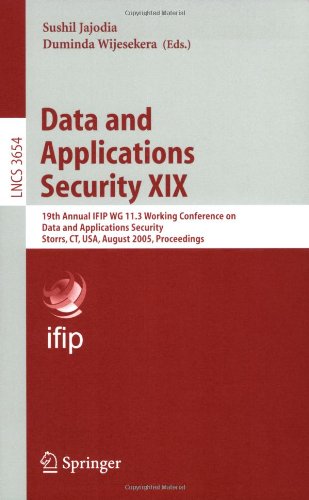 Sushil Jajodia
Duminda Wijesekera (Eds.)
LNCS 3654
Data and
Applications
Security XIX
19th Annual IFIP WG 11.3 Working Conference on
Data and Applications Security
Storrs, CT, USA, August 2005, Proceedings
ifip
Springer